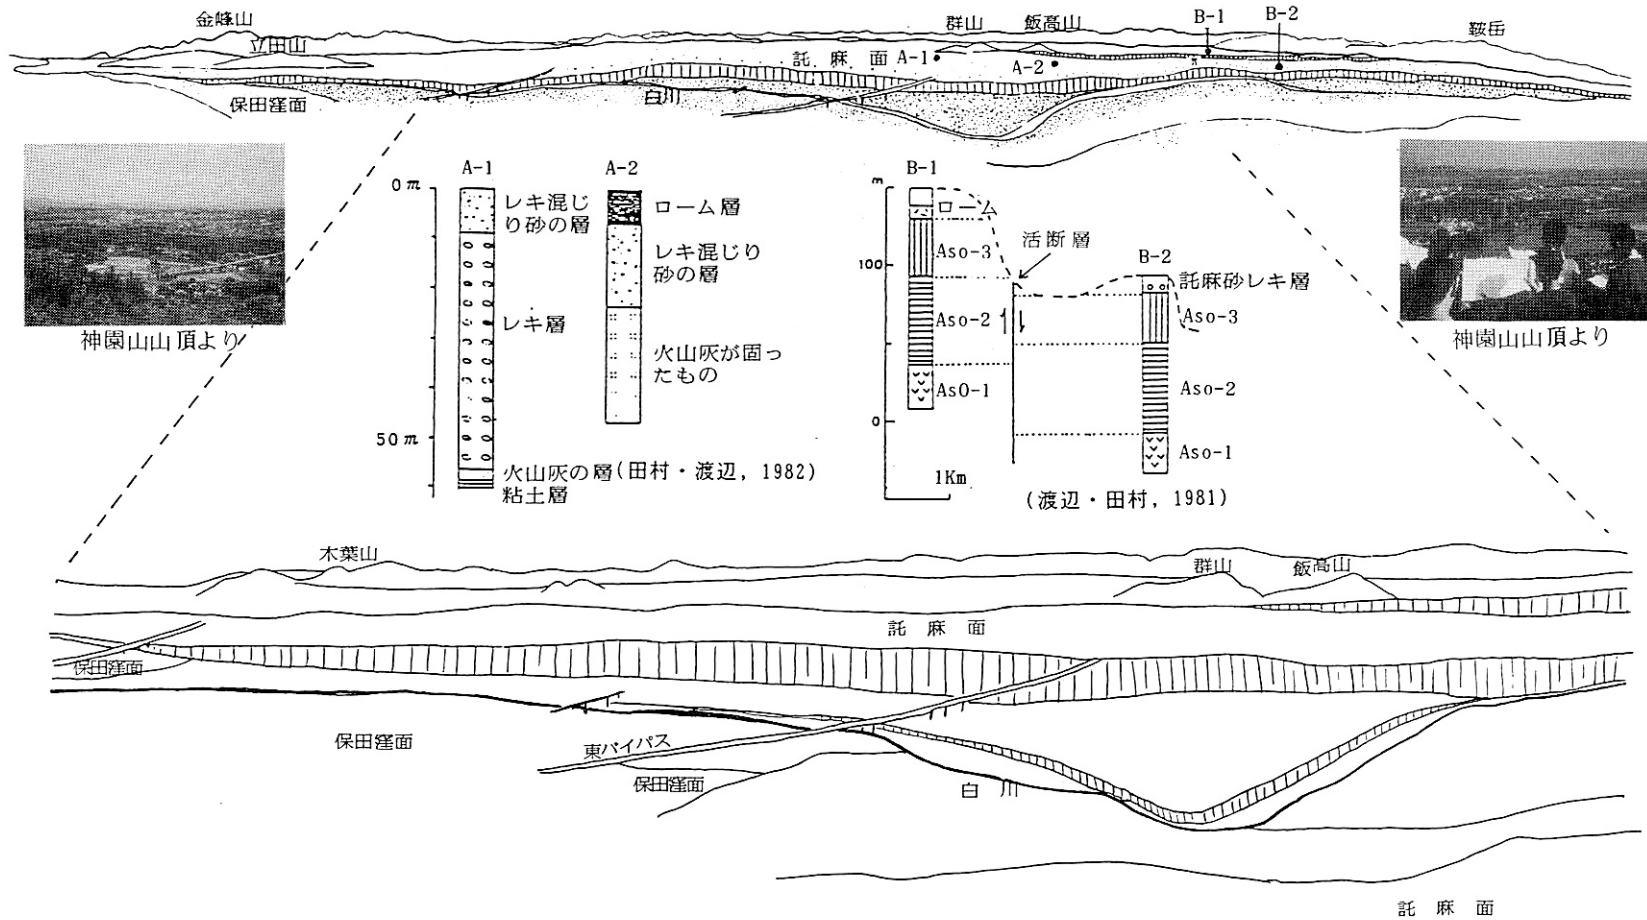 金峰山
立田山
群山
飯高山
B-1
B-2
鞍岳
託麻面
A-1
A-2
保田窪面
白川
神園山山頂より
A-1
A-2
0m
50m
レキ混じ
り砂の層
レキ層
火山灰の層
粘土層
ローム層
レキ混じり
砂の層
火山灰が固っ
たもの
(田村・渡辺, 1982)
B-1
m
100
0
ローム
Aso-3
Aso-2
AsO-1
活断層
B-2
託麻砂レキ層
Aso-3
Aso-2
Aso-1
1Km
(渡辺・田村, 1981)
神園山山頂より
木葉山
群山
飯高山
託麻面
保田窪面
保田窪面
東バイパス
保田窪面
白川
託麻面